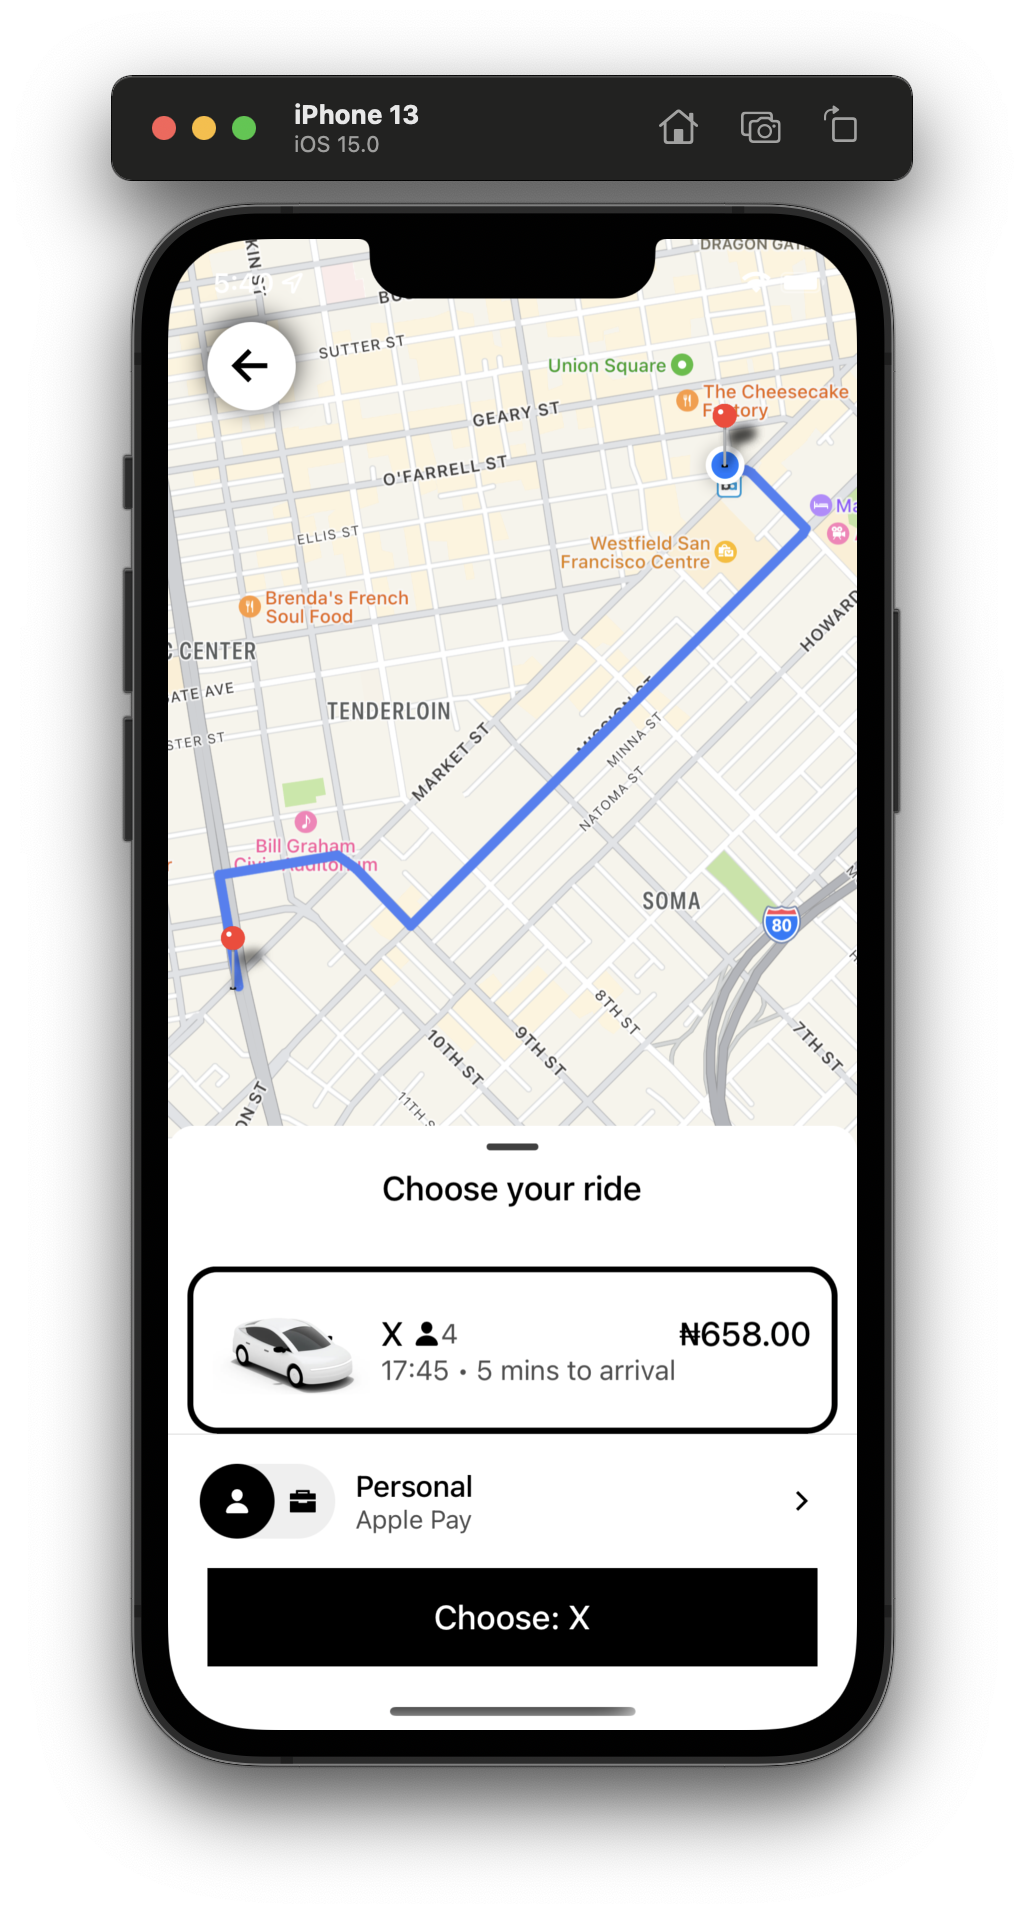 iPhone 13
iOS 15.0
DRAGON GATE
5:40
SUTTER ST
Union Square
The Cheesecake
Factory
GEARY ST
O'FARRELL ST
ELLIS ST
Westfield San
Francisco Centre
HOWARD
Brenda's French
Soul Food
C CENTER
ATE AVE
TENDERLOIN
STER ST
MISSION ST
MINNA ST
MARKET ST
NATOMA ST
Bill Graham
Civic Auditorium
SOMA
80
8TH ST
9TH ST
10TH ST
7TH ST
11TH S
ON ST
Choose your ride
X 4
₦658.00
17:45 • 5 mins to arrival
Personal
Apple Pay
Choose: X